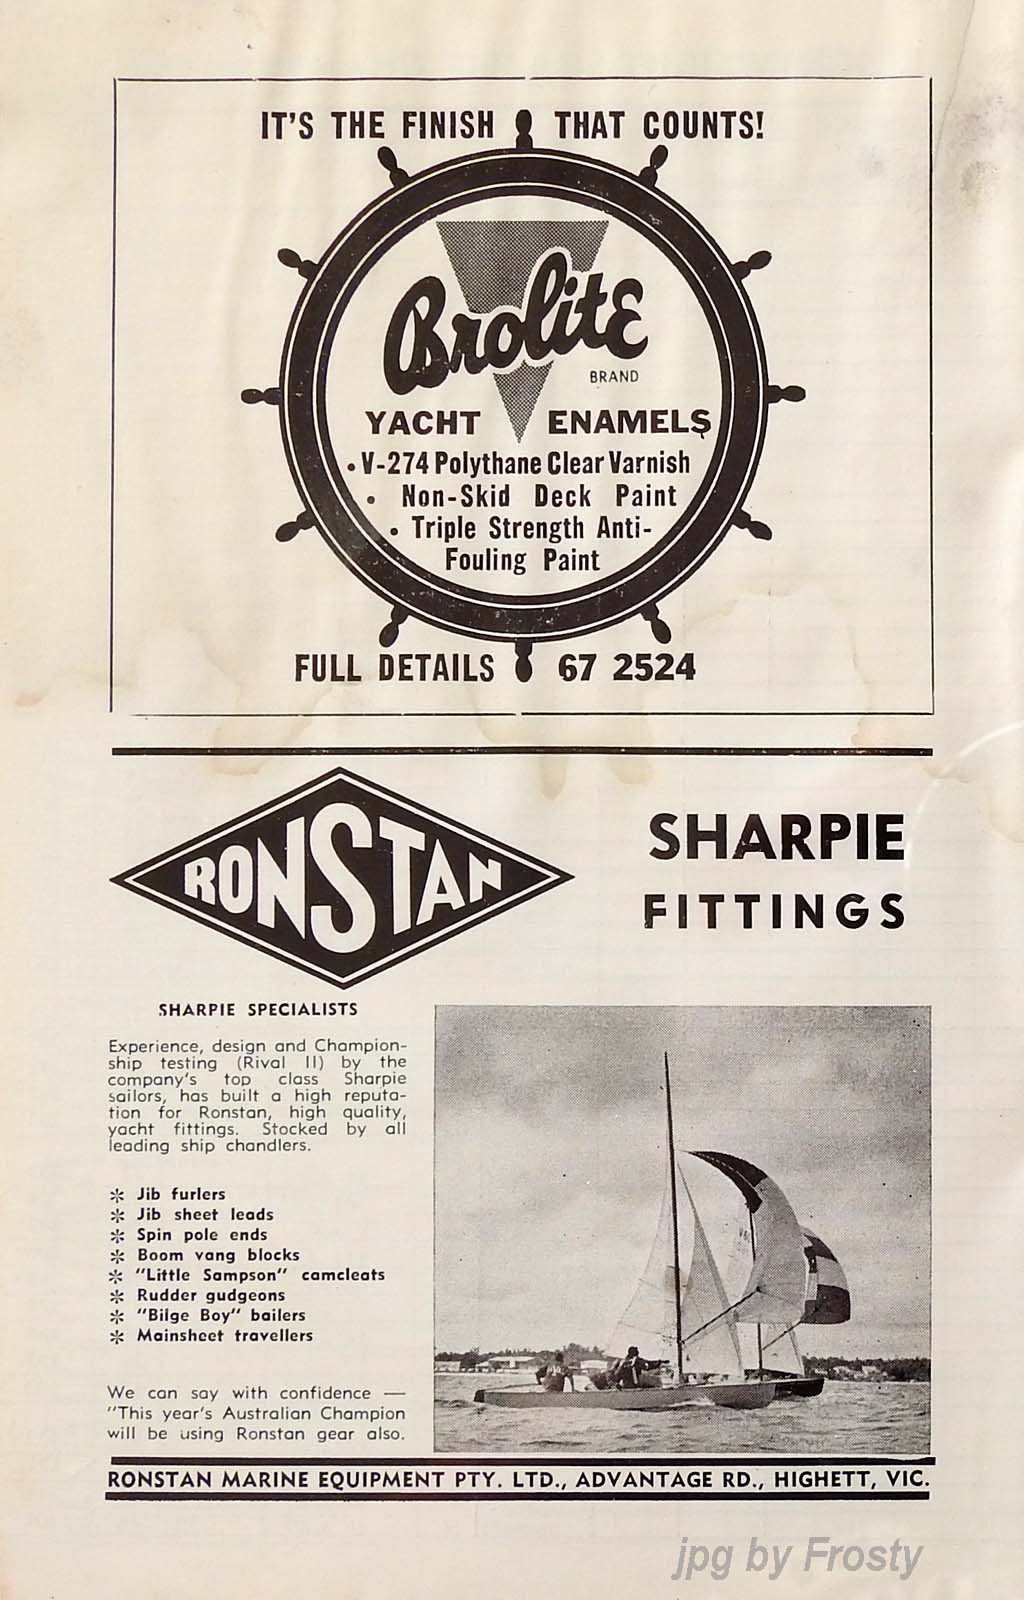 IT'S THE FINISH THAT COUNTS!
Brolite
BRAND
YACHT ENAMELS
• V-274 Polythane Clear Varnish
• Non-Skid Deck Paint
• Triple Strength Anti-
Fouling Paint
FULL DETAILS 67 2524
RONSTAN
SHARPIE
FITTINGS
SHARPIE SPECIALISTS
Experience, design and Champion-
ship testing (Rival II) by the
company's top class Sharpie
sailors, has built a high reputa-
tion for Ronstan, high quality,
yacht fittings. Stocked by all
leading ship chandlers.
* Jib furlers
* Jib sheet leads
* Spin pole ends
* Boom vang blocks
* "Little Sampson" camcleats
* Rudder gudgeons
* "Bilge Boy" bailers
* Mainsheet travellers
We can say with confidence —
"This year's Australian Champion
will be using Ronstan gear also.
RONSTAN MARINE EQUIPMENT PTY. LTD., ADVANTAGE RD., HIGHETT, VIC.
jpg by Frosty